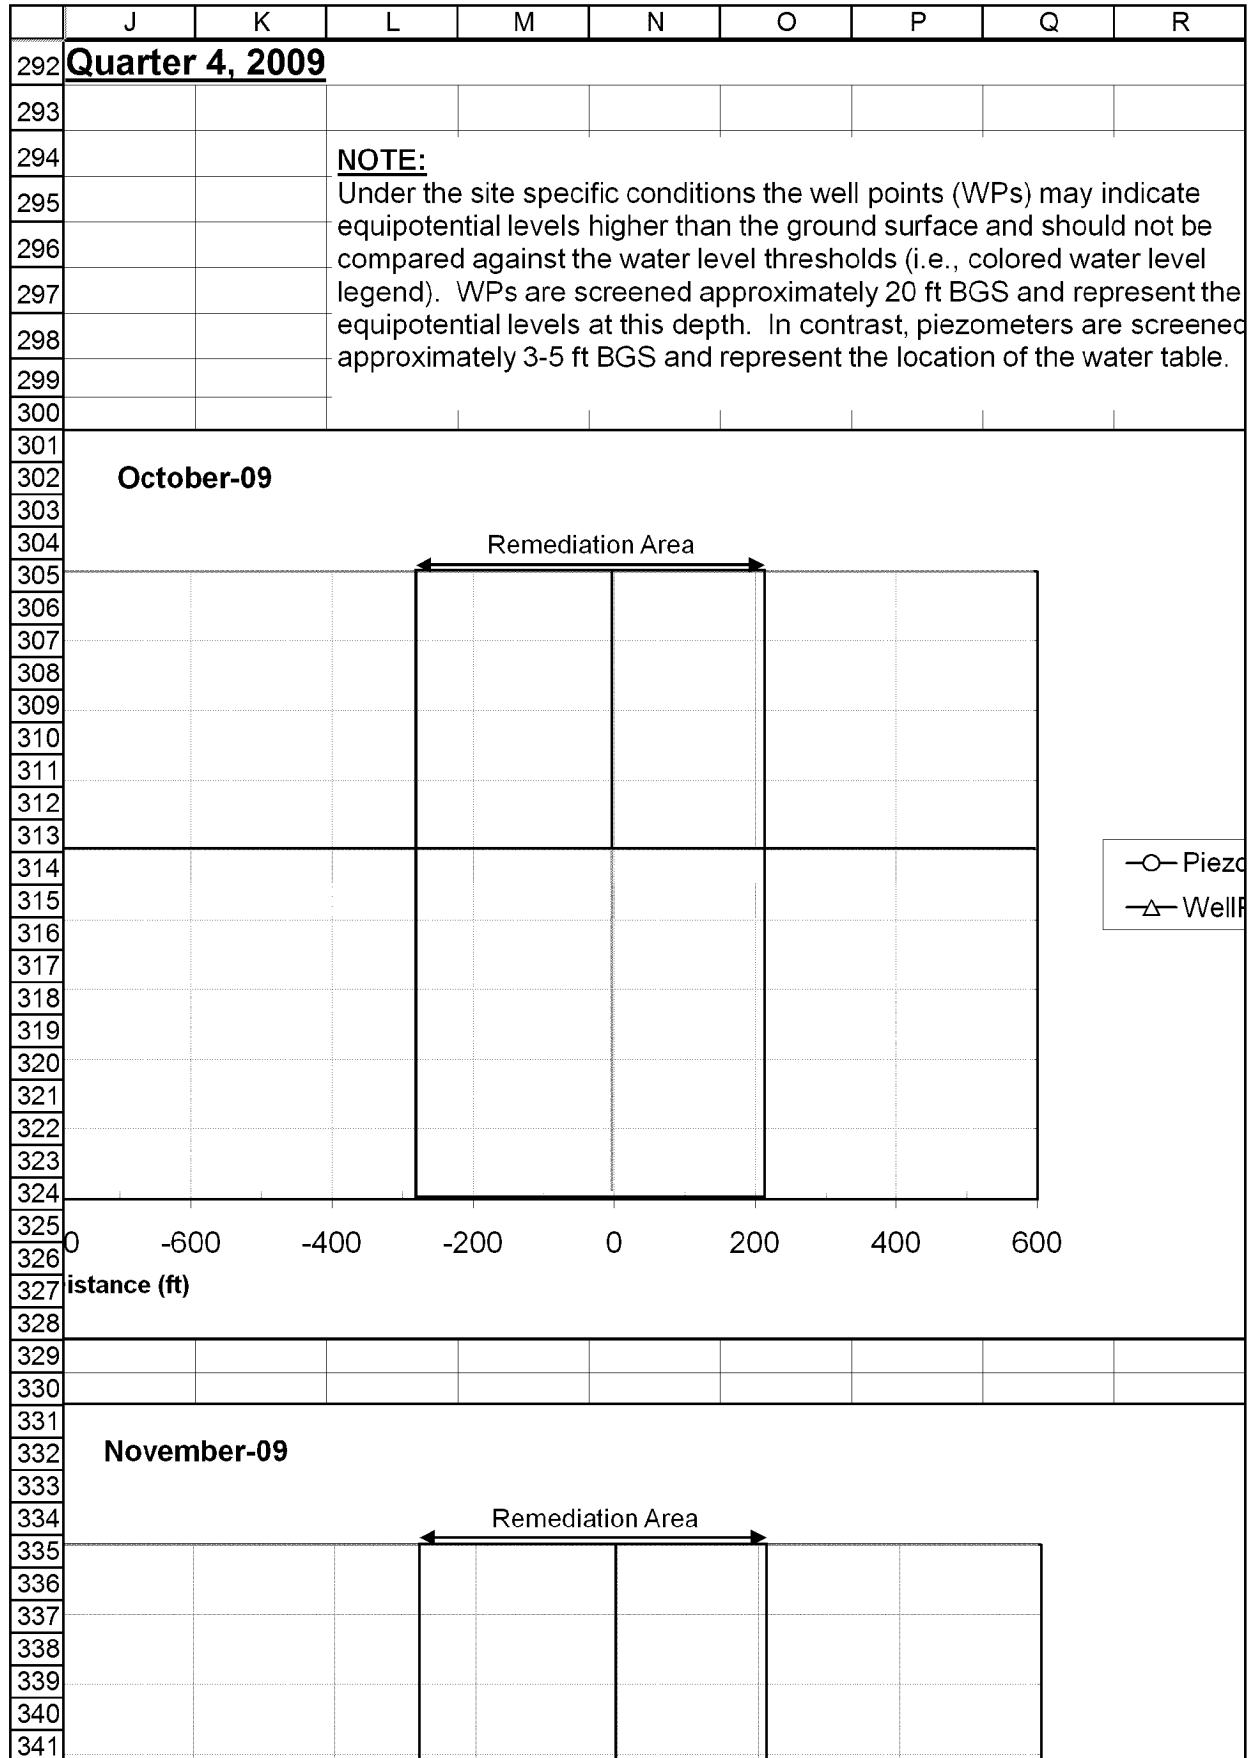 J K L M N O P Q R
292 Quarter 4, 2009
293
294 NOTE:
295 Under the site specific conditions the well points (WPs) may indicate
equipotential levels higher than the ground surface and should not be
296 compared against the water level thresholds (i.e., colored water level
297 legend). WPs are screened approximately 20 ft BGS and represent the
298 equipotential levels at this depth. In contrast, piezometers are screened
approximately 3-5 ft BGS and represent the location of the water table.
299
300
301
302 October-09
303
304 Remediation Area
305
306
307
308
309
310
311
312
313
314 Piezo
315 WellP
316
317
318
319
320
321
322
323
324
325
326 0 -600 -400 -200 0 200 400 600
327 istance (ft)
328
329
330
331
332 November-09
333
334 Remediation Area
335
336
337
338
339
340
341